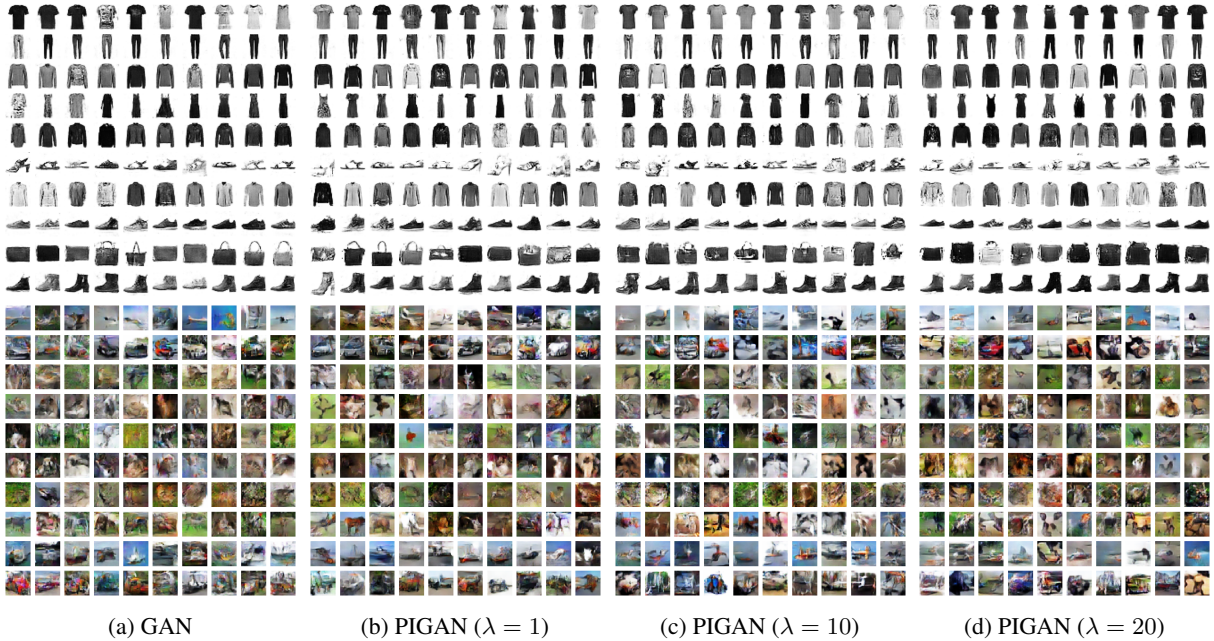 (a) GAN
(b) PIGAN (λ = 1)
(c) PIGAN (λ = 10)
(d) PIGAN (λ = 20)